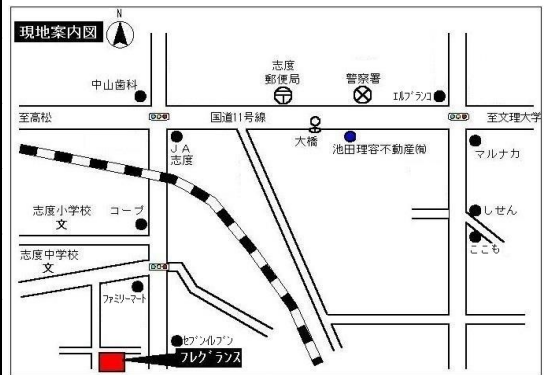 現地案内図
N
中山歯科
志度
郵便局
警察署
エルブランコ
至高松
国道11号線
至文理大学
大橋
池田理容不動産㈱
JA
志度
マルナカ
志度小学校
文
コープ
しせん
ここも
志度中学校
文
ファミリーマート
セブンイレブン
フレグランス